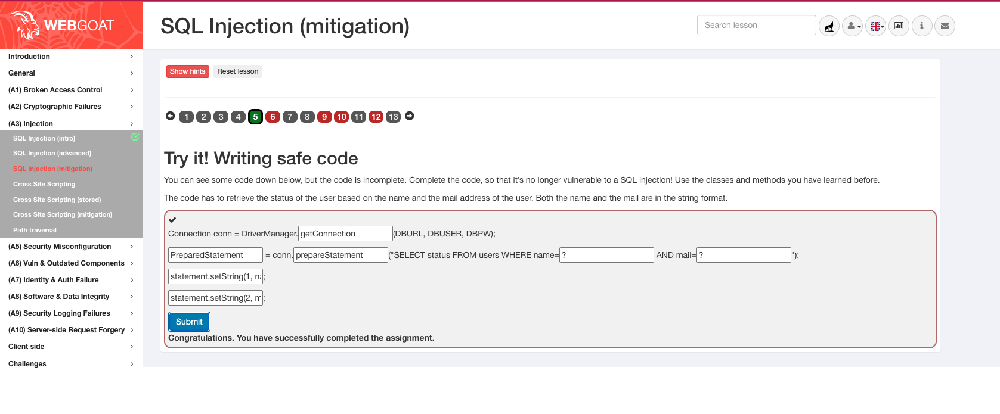 WEBGOAT
SQL Injection (mitigation)
Search lesson
Introduction
General
(A1) Broken Access Control
(A2) Cryptographic Failures
(A3) Injection
SQL Injection (intro)
SQL Injection (advanced)
SQL Injection (mitigation)
Cross Site Scripting
Cross Site Scripting (stored)
Cross Site Scripting (mitigation)
Path traversal
(A5) Security Misconfiguration
(A6) Vuln & Outdated Components
(A7) Identity & Auth Failure
(A8) Software & Data Integrity
(A9) Security Logging Failures
(A10) Server-side Request Forgery
Client side
Challenges
Show hints Reset lesson
1 2 3 4 5 6 7 8 9 10 11 12 13
Try it! Writing safe code
You can see some code down below, but the code is incomplete. Complete the code, so that it's no longer vulnerable to a SQL injection! Use the classes and methods you have learned before.
The code has to retrieve the status of the user based on the name and the mail address of the user. Both the name and the mail are in the string format.
Connection conn = DriverManager.getConnection(DBURL, DBUSER, DBPW);
PreparedStatement = conn.prepareStatement("SELECT status FROM users WHERE name=? AND mail=?");
statement.setString(1, na;
statement.setString(2, m;
Submit
Congratulations. You have successfully completed the assignment.